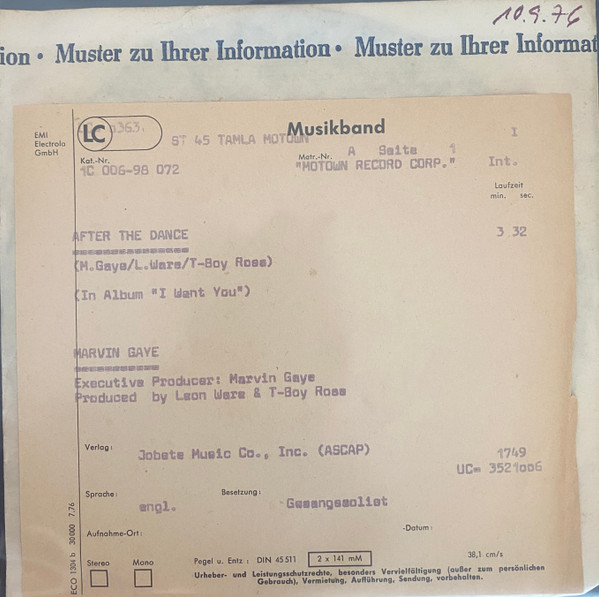 10.9.76
ion • Muster zu Ihrer Information • Muster zu Ihrer Informat
EMI
Electrola
GmbH
LC
363.
ST 45 TAMLA MOTOWN
Musikband
I
Kat.-Nr.
1C 006-98 072
Matr.-Nr. A Seite 1
"MOTOWN RECORD CORP."
Int.
Laufzeit
min. sec.
AFTER THE DANCE
3 32
(M.Gaye/L.Ware/T-Boy Ross)
(In Album "I Want You")
MARVIN GAYE
Executive Producer: Marvin Gaye
Produced by Leon Ware & T-Boy Ross
Verlag:
Jobete Music Co., Inc. (ASCAP)
1749
UC= 3521006
Sprache:
engl.
Besetzung:
Gesangssolist
Aufnahme-Ort:
-Datum:
Stereo
Mono
Pegel u. Entz : DIN 45 511
2 x 141 mM
38,1 cm/s
Urheber- und Leistungsschutzrechte, besonders Vervielfältigung (außer zum persönlichen
Gebrauch), Vermietung, Aufführung, Sendung, vorbehalten.
ECO 1304 b 30 000 7.76